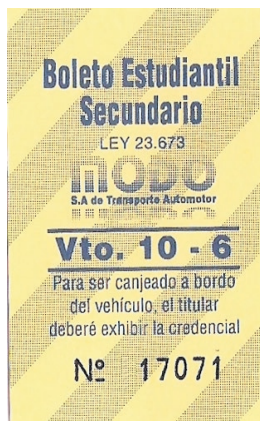 Boleto Estudiantil
Secundario
LEY 23.673
MODO
S.A de Transporte Automotor
Vto. 10 - 6
Para ser canjeado a bordo
del vehículo, el titular
deberé exhibir la credencial
Nº 17071